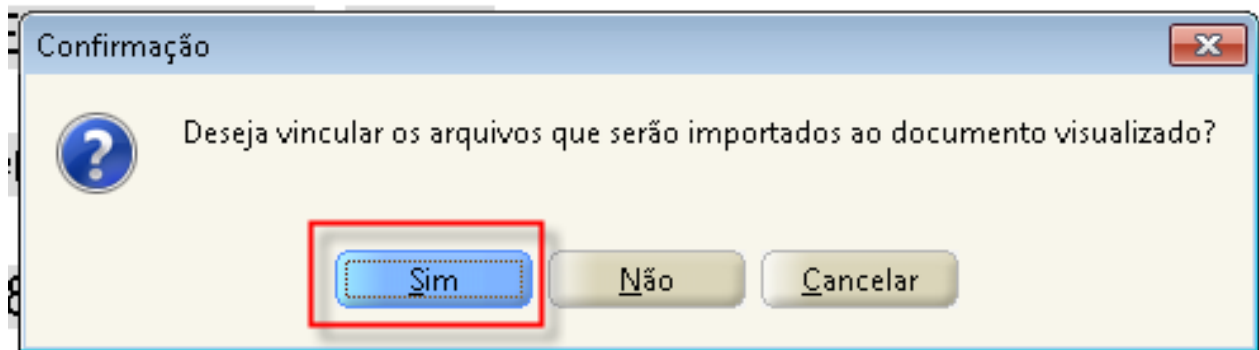 Confirmação
Deseja vincular os arquivos que serão importados ao documento visualizado?
Sim Não Cancelar